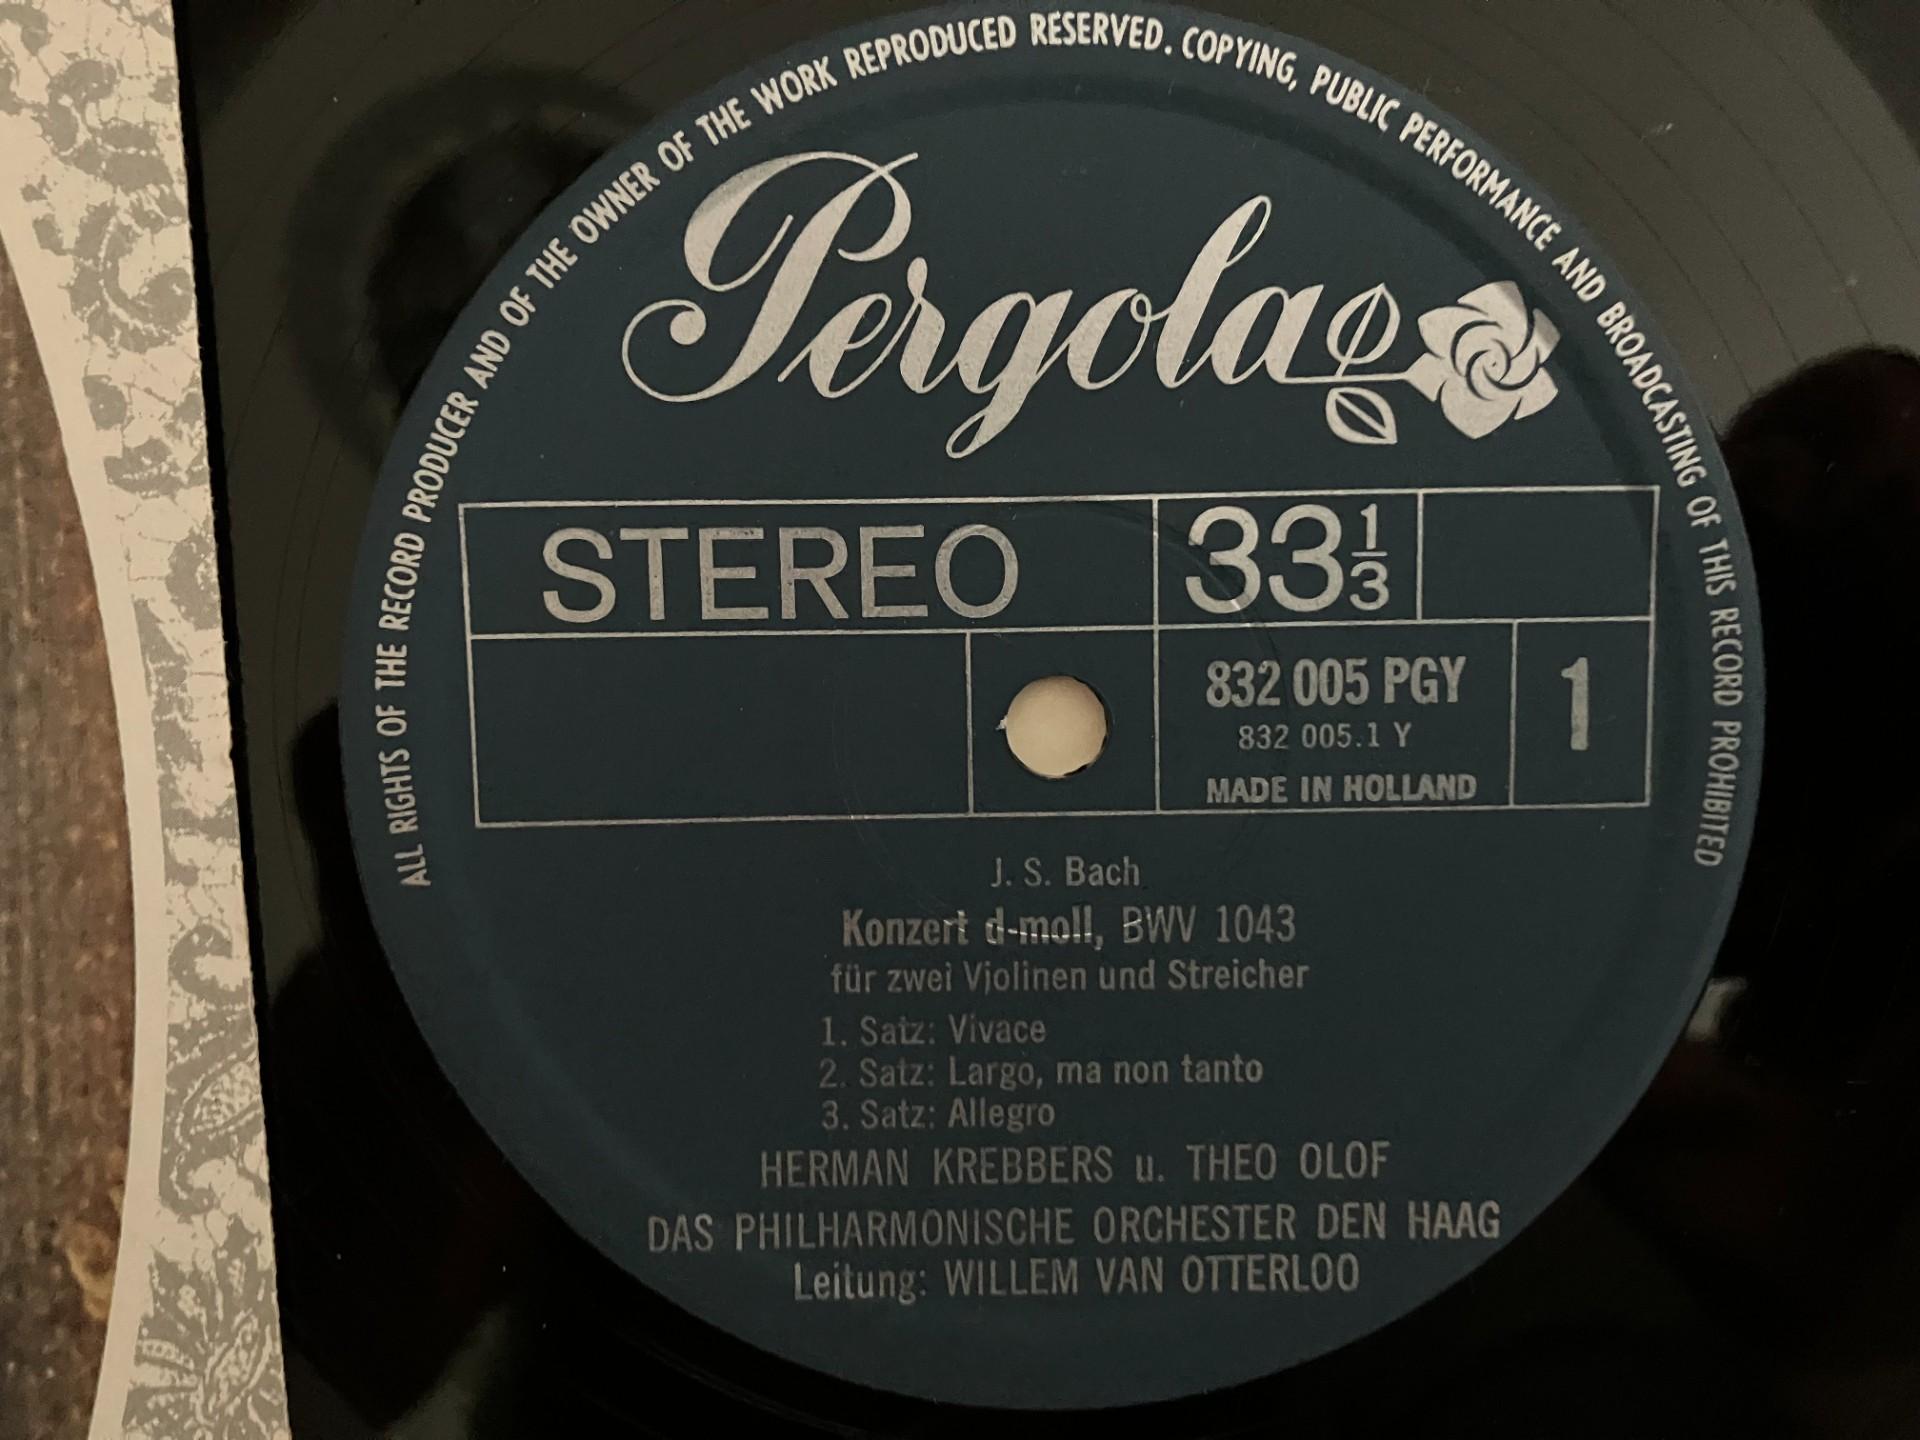 ALL RIGHTS OF THE RECORD PRODUCER AND OF THE OWNER OF THE WORK REPRODUCED RESERVED. COPYING, PUBLIC PERFORMANCE AND BROADCASTING OF THIS RECORD PROHIBITED
Pergola
STEREO 33 1/3
832 005 PGY 1
832 005.1 Y
MADE IN HOLLAND
J. S. Bach
Konzert d-moll, BWV 1043
für zwei Violinen und Streicher
1. Satz: Vivace
2. Satz: Largo, ma non tanto
3. Satz: Allegro
HERMAN KREBBERS u. THEO OLOF
DAS PHILHARMONISCHE ORCHESTER DEN HAAG
Leitung: WILLEM VAN OTTERLOO